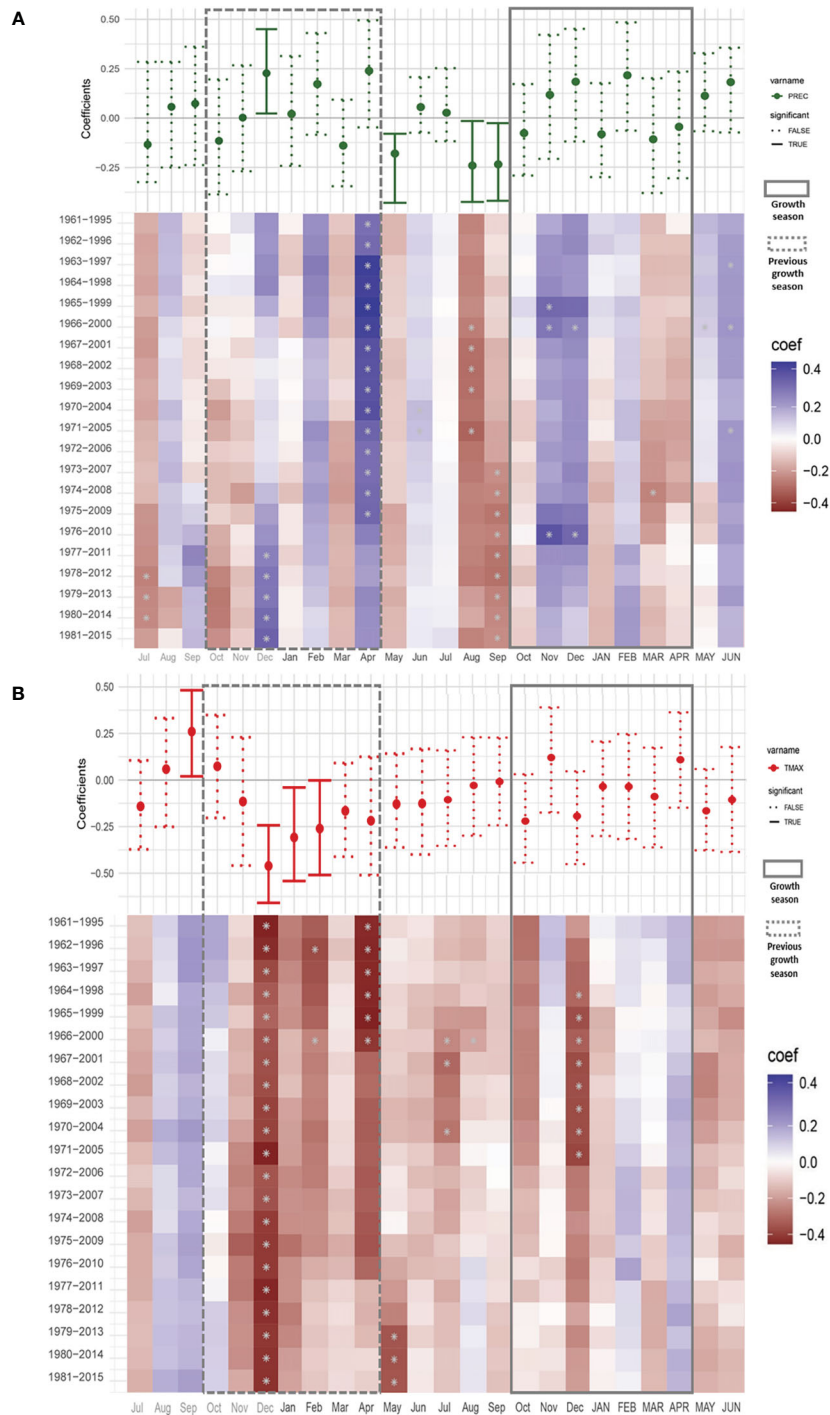 A
0.50
0.25
0.00
-0.25
Coefficients
varname
PREC
significant
FALSE
TRUE
Growth
season
Previous
growth
season
1961-1995
1962-1996
1963-1997
1964-1998
1965-1999
1966-2000
1967-2001
1968-2002
1969-2003
1970-2004
1971-2005
1972-2006
1973-2007
1974-2008
1975-2009
1976-2010
1977-2011
1978-2012
1979-2013
1980-2014
1981-2015
coef
0.4
0.2
0.0
-0.2
-0.4
Jul Aug Sep Oct Nov Dec Jan Feb Mar Apr May Jun Jul Aug Sep Oct Nov Dec JAN FEB MAR APR MAY JUN
B
0.50
0.25
0.00
-0.25
-0.50
Coefficients
varname
TMAX
significant
FALSE
TRUE
Growth
season
Previous
growth
season
1961-1995
1962-1996
1963-1997
1964-1998
1965-1999
1966-2000
1967-2001
1968-2002
1969-2003
1970-2004
1971-2005
1972-2006
1973-2007
1974-2008
1975-2009
1976-2010
1977-2011
1978-2012
1979-2013
1980-2014
1981-2015
coef
0.4
0.2
0.0
-0.2
-0.4
Jul Aug Sep Oct Nov Dec Jan Feb Mar Apr May Jun Jul Aug Sep Oct Nov Dec JAN FEB MAR APR MAY JUN